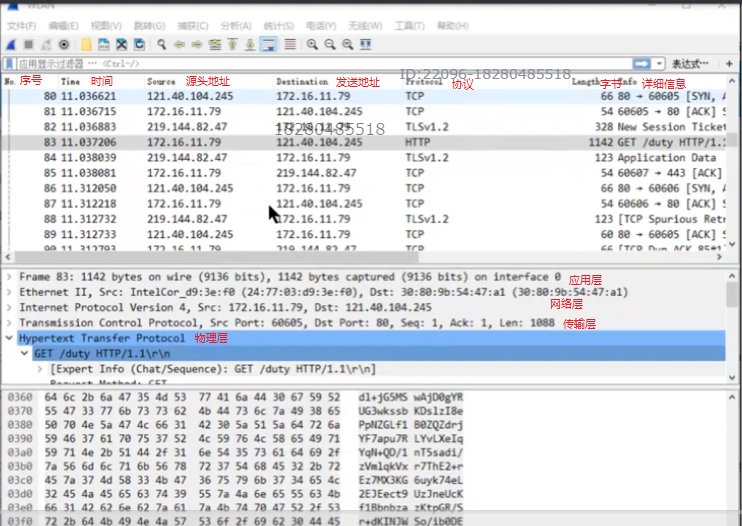 WLAN
文件(F) 编辑(E) 视图(V) 跳转(G) 捕获(C) 分析(A) 统计(S) 电话(Y) 无线(W) 工具(T) 帮助(H)
应用显示过滤器 … <Ctrl-/> 表达式… +
ID:22096-18280485518
No. 序号 Time 时间 Source 源头地址 Destination 发送地址 Protocol 协议 Length 字节 Info 详细信息
80 11.036621 121.40.104.245 172.16.11.79 TCP 66 80 → 60605 [SYN, A
81 11.036715 172.16.11.79 121.40.104.245 TCP 54 60605 → 80 [ACK] S
82 11.036883 219.144.82.47 172.16.11.79 TLSv1.2 328 New Session Ticket
18280485518
83 11.037206 172.16.11.79 121.40.104.245 HTTP 1142 GET /duty HTTP/1.1
84 11.038039 219.144.82.47 172.16.11.79 TLSv1.2 123 Application Data
85 11.038081 172.16.11.79 219.144.82.47 TCP 54 60607 → 443 [ACK]
86 11.312050 121.40.104.245 172.16.11.79 TCP 66 80 → 60606 [SYN, A
87 11.312218 172.16.11.79 121.40.104.245 TCP 54 60606 → 80 [ACK] S
88 11.312732 219.144.82.47 172.16.11.79 TLSv1.2 123 [TCP Spurious Retr
89 11.312733 121.40.104.245 172.16.11.79 TCP 60 80 → 60605 [ACK] S
90 11.312793 172.16.11.79 219.144.82.47 TCP 66 [TCP Dup ACK 85#1
Frame 83: 1142 bytes on wire (9136 bits), 1142 bytes captured (9136 bits) on interface 0 应用层
Ethernet II, Src: IntelCor_d9:3e:f0 (24:77:03:d9:3e:f0), Dst: 30:80:9b:54:47:a1 (30:80:9b:54:47:a1)
网络层
Internet Protocol Version 4, Src: 172.16.11.79, Dst: 121.40.104.245
Transmission Control Protocol, Src Port: 60605, Dst Port: 80, Seq: 1, Ack: 1, Len: 1088 传输层
Hypertext Transfer Protocol 物理层
GET /duty HTTP/1.1\r\n
[Expert Info (Chat/Sequence): GET /duty HTTP/1.1\r\n]
Request Method: GET
0360 64 6c 2b 6a 47 35 4d 53 77 41 6a 44 30 67 59 52 dl+jG5MS wAjD0gYR
0370 55 47 33 77 6b 73 73 62 4b 44 73 6c 7a 49 38 65 UG3wkssb KDslzI8e
0380 50 70 4e 5a 47 4c 66 31 42 30 5a 51 5a 64 72 6a PpNZGLf1 B0ZQZdrj
0390 59 46 37 61 70 75 37 52 4c 59 76 4c 58 65 49 71 YF7apu7R LYvLXeIq
03a0 59 71 4e 2b 51 44 2f 31 6e 54 35 73 61 64 69 2f YqN+QD/1 nT5sadi/
03b0 7a 56 6d 6c 71 6b 56 78 72 37 54 68 45 32 2b 72 zVmlqkVx r7ThE2+r
03c0 45 7a 37 4d 58 33 4b 47 36 75 79 6b 37 34 65 4c Ez7MX3KG 6uyk74eL
03d0 32 45 4a 45 65 63 74 39 55 7a 4a 6e 65 55 63 4b 2EJEect9 UzJneUcK
03e0 66 31 42 62 6e 62 7a 61 7a 4b 74 70 47 52 2f 53 f1Bbnbza zKtpGR/S
03f0 72 2b 64 4b 49 4e 4a 57 53 6f 2f 69 62 30 44 45 r+dKINJW So/ib0DE